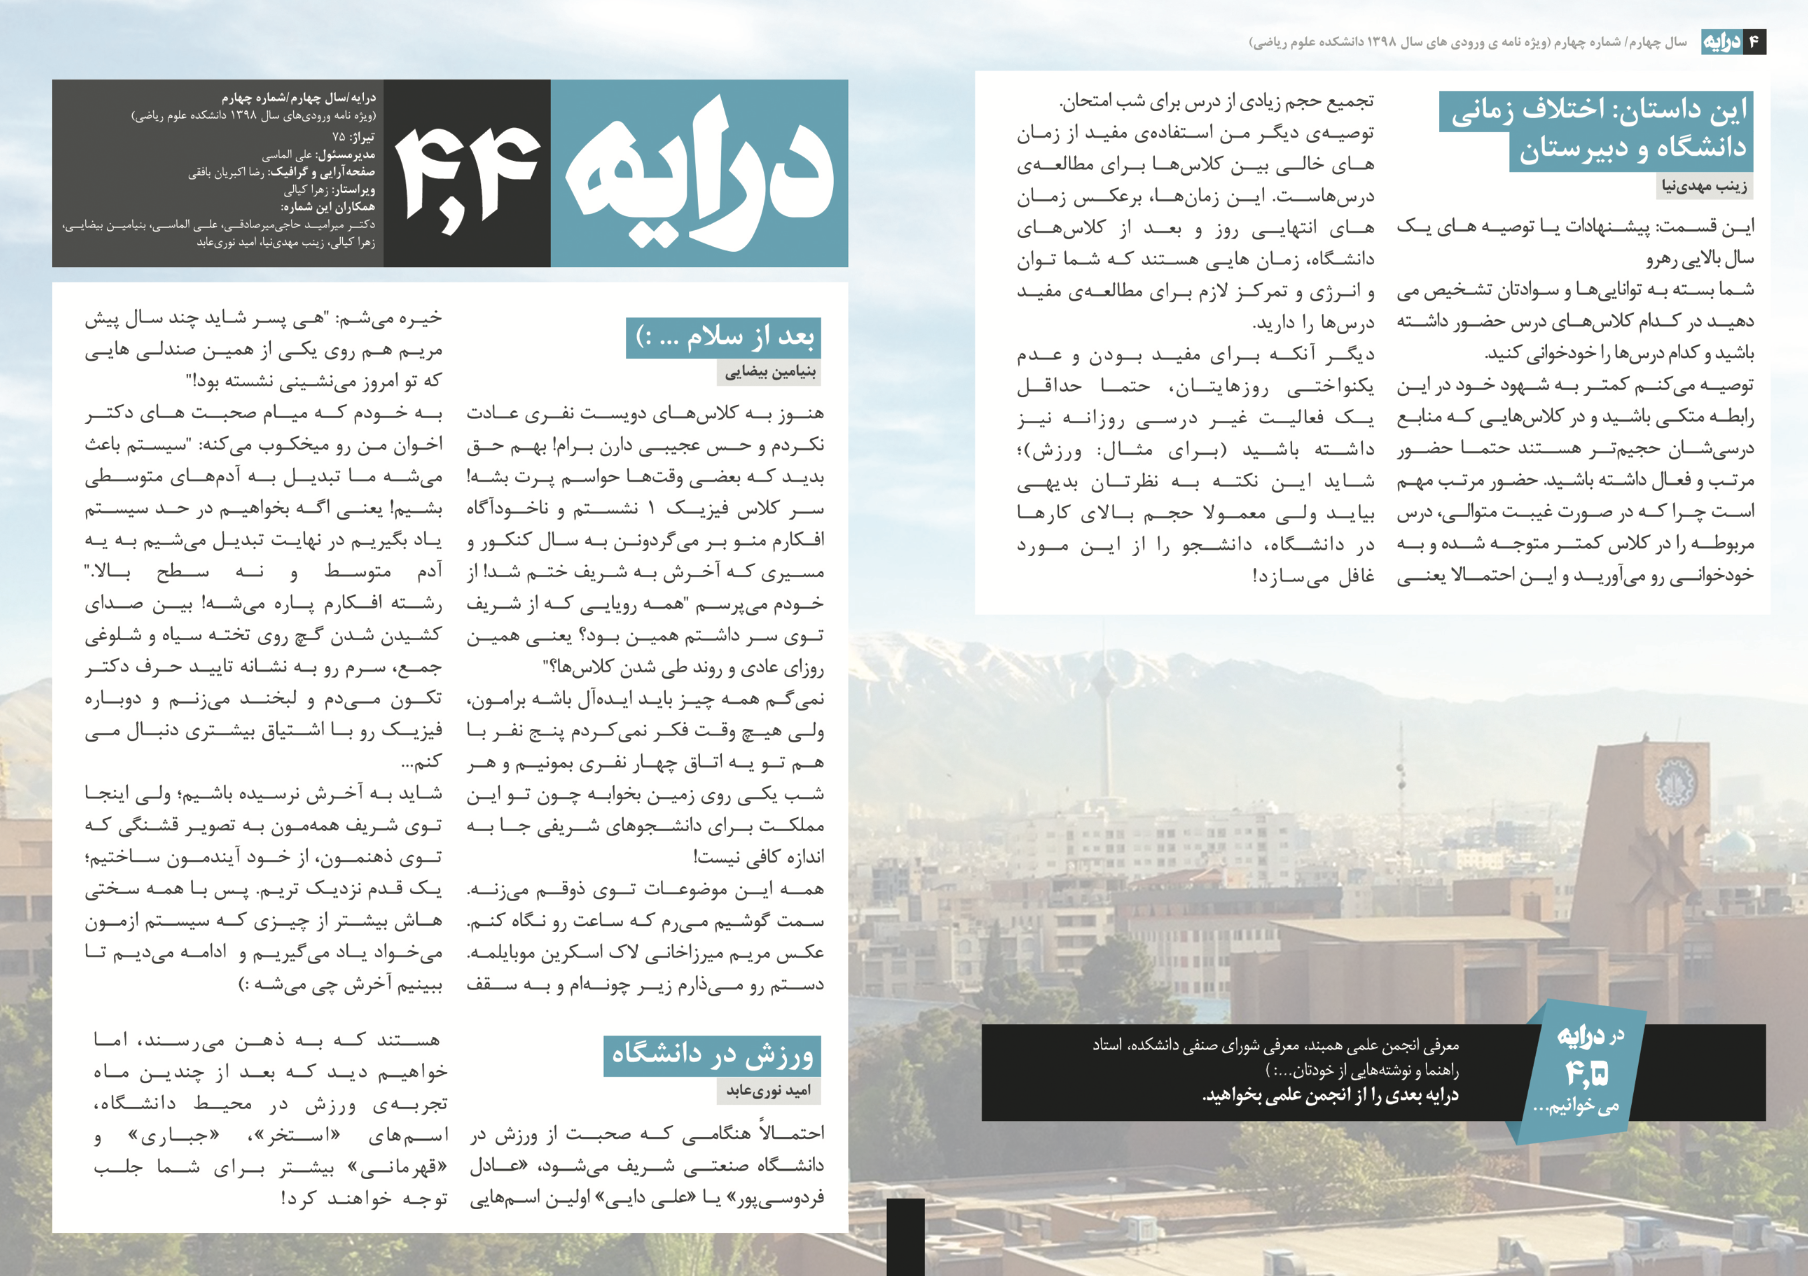 ۴ درایه سال چهارم/ شماره چهارم (ویژه نامه ی ورودی های سال ۱۳۹۸ دانشکده علوم ریاضی)
این داستان: اختلاف زمانی
دانشگاه و دبیرستان
زینب مهدی‌نیا
این قسمت: پیشنهادات یا توصیه های یک
سال بالایی رهرو
شما بسته به توانایی‌ها و سوادتان تشخیص می
دهید در کدام کلاس‌های درس حضور داشته
باشید و کدام درس‌ها را خودخوانی کنید.
توصیه می‌کنم کمتر به شهود خود در این
رابطه متکی باشید و در کلاس‌هایی که منابع
درسی‌شان حجیم‌تر هستند حتما حضور
مرتب و فعال داشته باشید. حضور مرتب مهم
است چرا که در صورت غیبت متوالی، درس
مربوطه را در کلاس کمتر متوجه شده و به
خودخوانی رو می‌آورید و این احتمالا یعنی
تجمیع حجم زیادی از درس برای شب امتحان.
توصیه‌ی دیگر من استفاده‌ی مفید از زمان
های خالی بین کلاس‌ها برای مطالعه‌ی
درس‌هاست. این زمان‌ها، برعکس زمان
های انتهایی روز و بعد از کلاس‌های
دانشگاه، زمان هایی هستند که شما توان
و انرژی و تمرکز لازم برای مطالعه‌ی مفید
درس‌ها را دارید.
دیگر آنکه برای مفید بودن و عدم
یکنواختی روزهایتان، حتما حداقل
یک فعالیت غیر درسی روزانه نیز
داشته باشید (برای مثال: ورزش)؛
شاید این نکته به نظرتان بدیهی
بیاید ولی معمولا حجم بالای کارها
در دانشگاه، دانشجو را از این مورد
غافل می‌سازد!
در درایه
۴,۵
می خوانیم...
معرفی انجمن علمی همبند، معرفی شورای صنفی دانشکده، استاد
راهنما و نوشته‌هایی از خودتان...: )
درایه بعدی را از انجمن علمی بخواهید.
درایه
۴,۴
درایه/سال چهارم/شماره چهارم
(ویژه نامه ورودی‌های سال ۱۳۹۸ دانشکده علوم ریاضی)
تیراژ: ۷۵
مدیرمسئول: علی الماسی
صفحه‌آرایی و گرافیک: رضا اکبریان بافقی
ویراستار: زهرا کیالی
همکاران این شماره:
دکتر میرامید حاجی‌میرصادقی، علی الماسی، بنیامین بیضایی،
زهرا کیالی، زینب مهدی‌نیا، امید نوری‌عابد
بعد از سلام ... :)
بنیامین بیضایی
هنوز به کلاس‌های دویست نفری عادت
نکردم و حس عجیبی دارن برام! بهم حق
بدید که بعضی وقت‌ها حواسم پرت بشه!
سر کلاس فیزیک ۱ نشستم و ناخودآگاه
افکارم منو بر می‌گردونن به سال کنکور و
مسیری که آخرش به شریف ختم شد! از
خودم می‌پرسم "همه رویایی که از شریف
توی سر داشتم همین بود؟ یعنی همین
روزای عادی و روند طی شدن کلاس‌ها؟"
نمی‌گم همه چیز باید ایده‌آل باشه برامون،
ولی هیچ وقت فکر نمی‌کردم پنج نفر با
هم تو یه اتاق چهار نفری بمونیم و هر
شب یکی روی زمین بخوابه چون تو این
مملکت برای دانشجوهای شریفی جا به
اندازه کافی نیست!
همه این موضوعات توی ذوقم می‌زنه.
سمت گوشیم می‌رم که ساعت رو نگاه کنم.
عکس مریم میرزاخانی لاک اسکرین موبایلمه.
دستم رو می‌ذارم زیر چونه‌ام و به سقف
خیره می‌شم: "هی پسر شاید چند سال پیش
مریم هم روی یکی از همین صندلی هایی
که تو امروز می‌نشینی نشسته بود!"
به خودم که میام صحبت های دکتر
اخوان من رو میخکوب می‌کنه: "سیستم باعث
می‌شه ما تبدیل به آدم‌های متوسطی
بشیم! یعنی اگه بخواهیم در حد سیستم
یاد بگیریم در نهایت تبدیل می‌شیم به یه
آدم متوسط و نه سطح بالا."
رشته افکارم پاره می‌شه! بین صدای
کشیدن شدن گچ روی تخته سیاه و شلوغی
جمع، سرم رو به نشانه تایید حرف دکتر
تکون می‌دم و لبخند می‌زنم و دوباره
فیزیک رو با اشتیاق بیشتری دنبال می
کنم...
شاید به آخرش نرسیده باشیم؛ ولی اینجا
توی شریف همه‌مون به تصویر قشنگی که
توی ذهنمون، از خود آیندمون ساختیم؛
یک قدم نزدیک تریم. پس با همه سختی
هاش بیشتر از چیزی که سیستم ازمون
می‌خواد یاد می‌گیریم و ادامه می‌دیم تا
ببینیم آخرش چی می‌شه :)
ورزش در دانشگاه
امید نوری‌عابد
احتمالاً هنگامی که صحبت از ورزش در
دانشگاه صنعتی شریف می‌شود، «عادل
فردوسی‌پور» یا «علی دایی» اولین اسم‌هایی
هستند که به ذهن می‌رسند، اما
خواهیم دید که بعد از چندین ماه
تجربه‌ی ورزش در محیط دانشگاه،
اسم‌های «استخر»، «جباری» و
«قهرمانی» بیشتر برای شما جلب
توجه خواهند کرد!